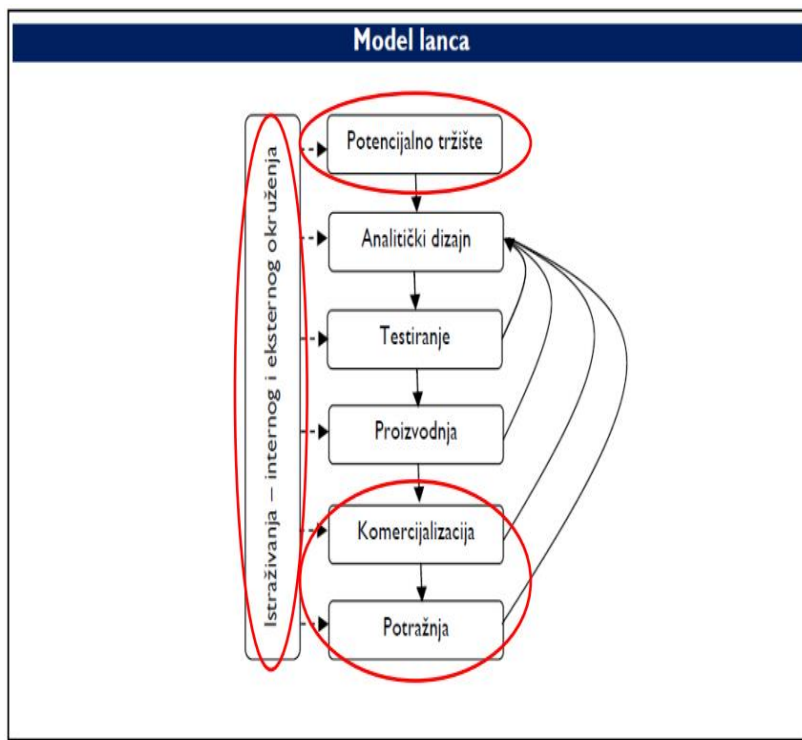 Model lanca
Istraživanja – internog i eksternog okruženja
Potencijalno tržište
Analitički dizajn
Testiranje
Proizvodnja
Komercijalizacija
Potražnja